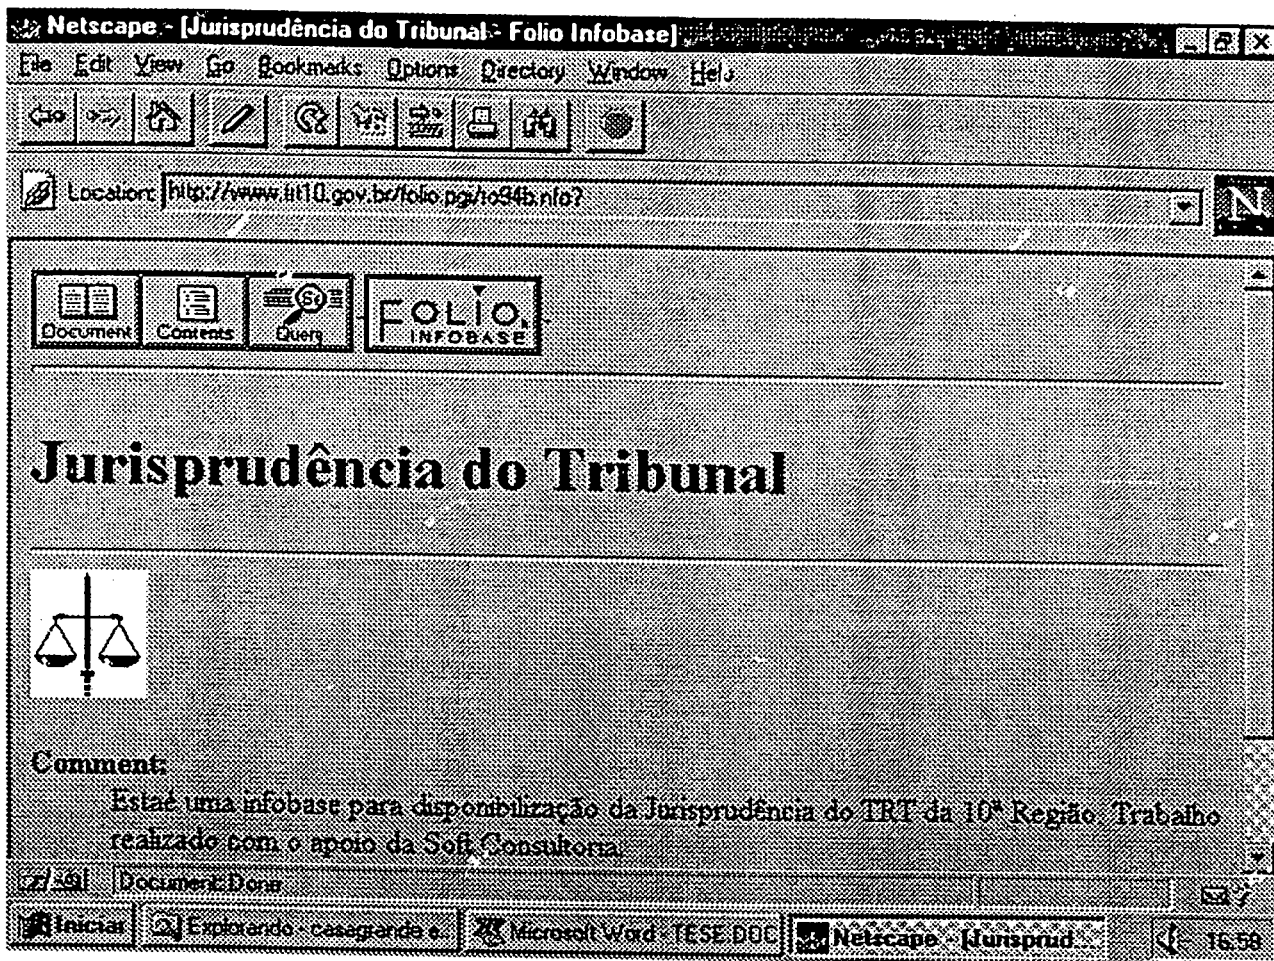 Netscape - [Jurisprudência do Tribunal - Folio Infobase]
File Edit View Go Bookmarks Options Directory Window Help
Location: http://www.trt10.gov.br/folio.pgi/io94b.nfo?
N
Document Contents Query FOLIO INFOBASE
Jurisprudência do Tribunal
Comment:
Estaé uma infobase para disponibilização da Jurisprudência do TRT da 10ª Região. Trabalho
realizado com o apoio da Soft Consultoria.
Document: Done
Iniciar Explorando - casagrande e... Microsoft Word - TESE.DOC Netscape - [Jurisprud... 16:59